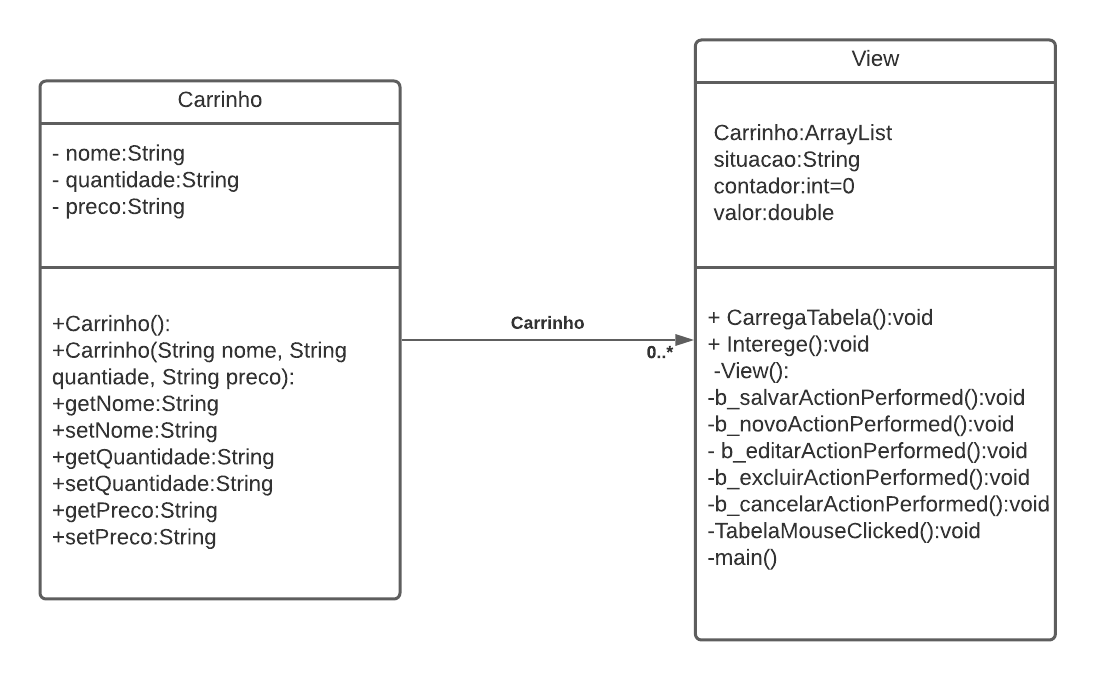 Carrinho
- nome:String
- quantidade:String
- preco:String
+Carrinho():
+Carrinho(String nome, String
quantiade, String preco):
+getNome:String
+setNome:String
+getQuantidade:String
+setQuantidade:String
+getPreco:String
+setPreco:String
Carrinho
0..*
View
Carrinho:ArrayList
situacao:String
contador:int=0
valor:double
+ CarregaTabela():void
+ Interege():void
-View():
-b_salvarActionPerformed():void
-b_novoActionPerformed():void
- b_editarActionPerformed():void
-b_excluirActionPerformed():void
-b_cancelarActionPerformed():void
-TabelaMouseClicked():void
-main()